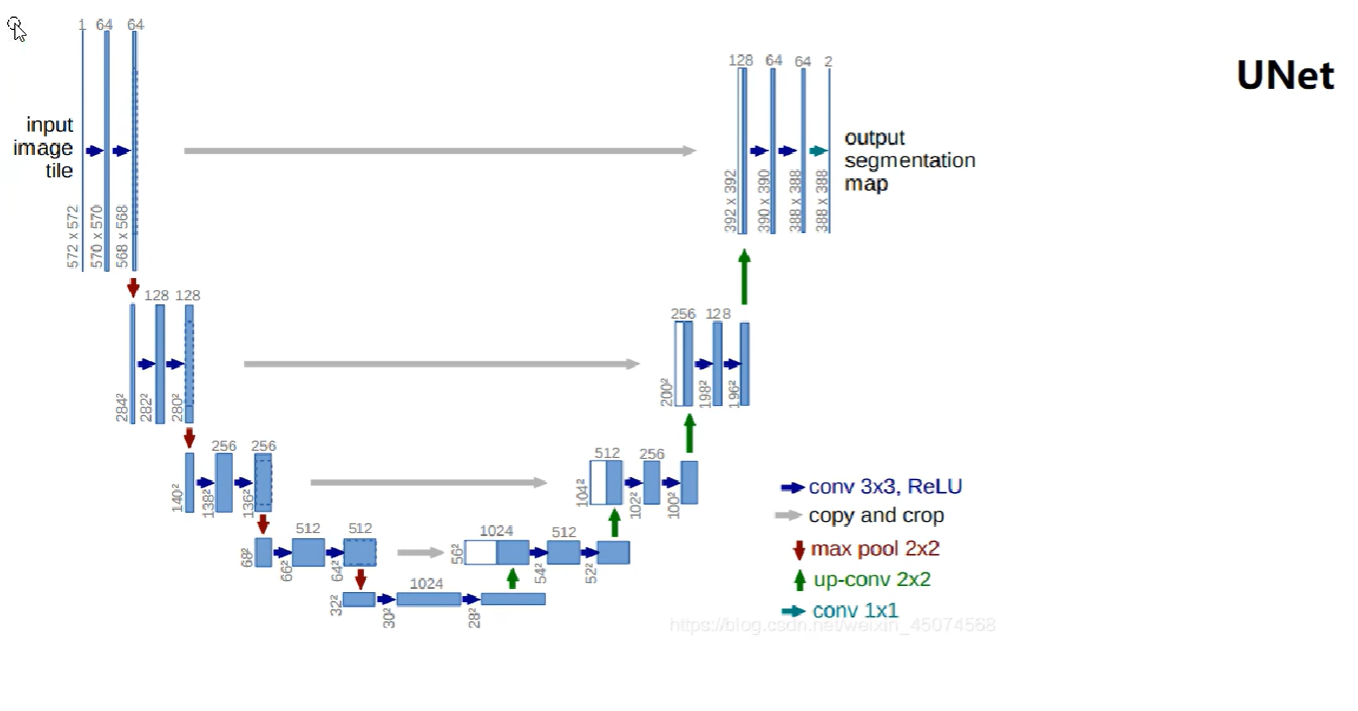 UNet
1 64 64
input
image
tile
572 x 572
570 x 570
568 x 568
128 64 64 2
output
segmentation
map
392 x 392
390 x 390
388 x 388
388 x 388
128 128
284²
282²
280²
256 128
200²
198²
196²
256 256
140²
138²
136²
512 256
104²
102²
100²
512 512
68²
66²
64²
1024 512
56²
54²
52²
1024
32²
30²
28²
conv 3x3, ReLU
copy and crop
max pool 2x2
up-conv 2x2
conv 1x1
https://blog.csdn.net/weixin_45074568